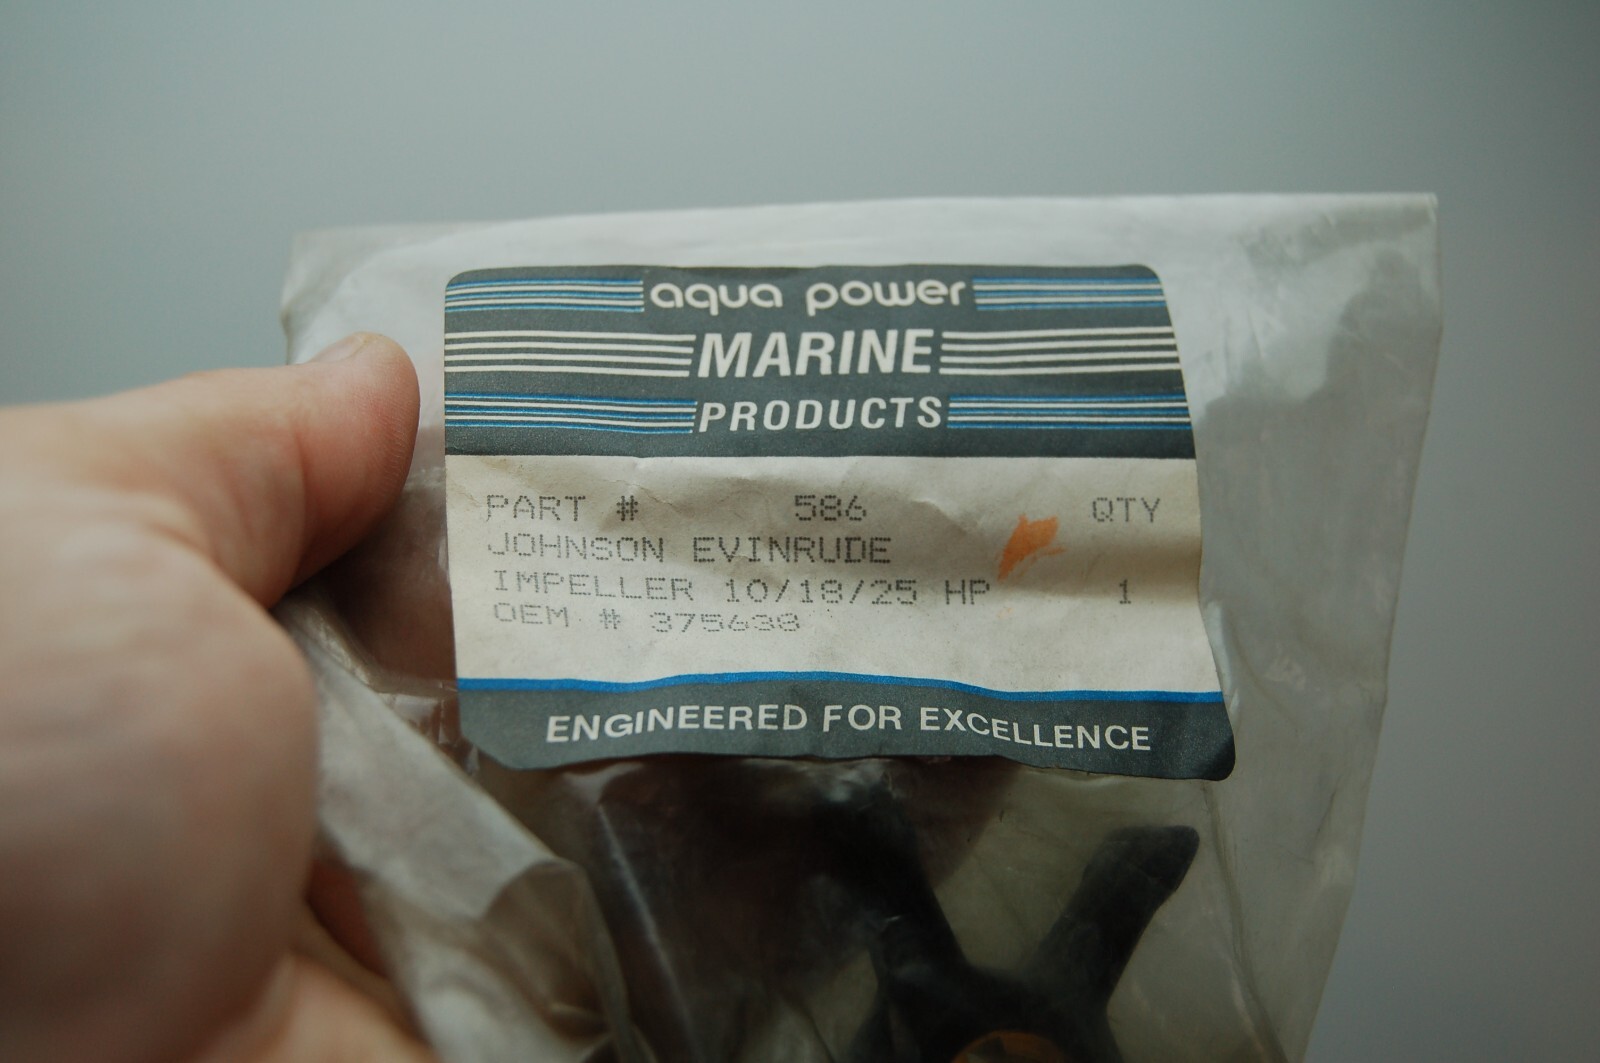 aqua power
MARINE
PRODUCTS
PART # 586 QTY
JOHNSON EVINRUDE
IMPELLER 10/18/25 HP 1
OEM # 375638
ENGINEERED FOR EXCELLENCE